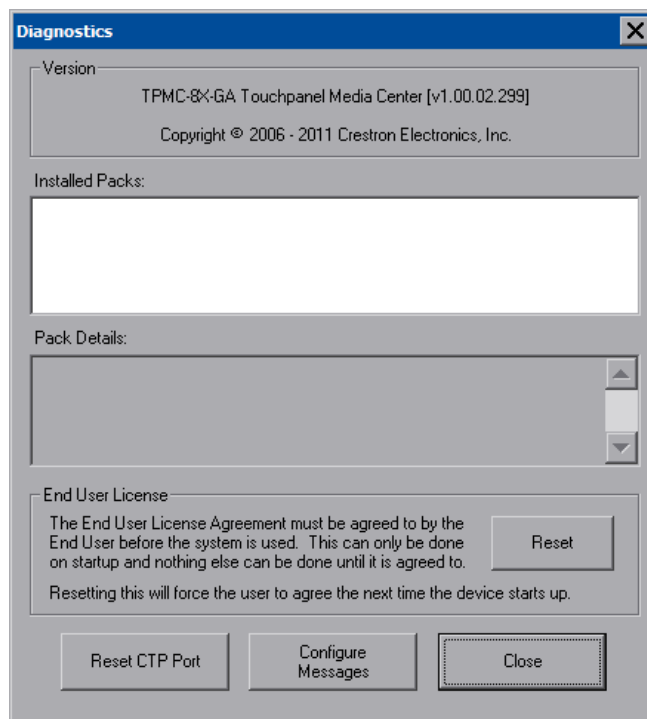 Diagnostics
Version
TPMC-8X-GA Touchpanel Media Center [v1.00.02.299]
Copyright © 2006 - 2011 Crestron Electronics, Inc.
Installed Packs:
Pack Details:
End User License
The End User License Agreement must be agreed to by the
End User before the system is used. This can only be done
on startup and nothing else can be done until it is agreed to.
Reset
Resetting this will force the user to agree the next time the device starts up.
Reset CTP Port
Configure
Messages
Close